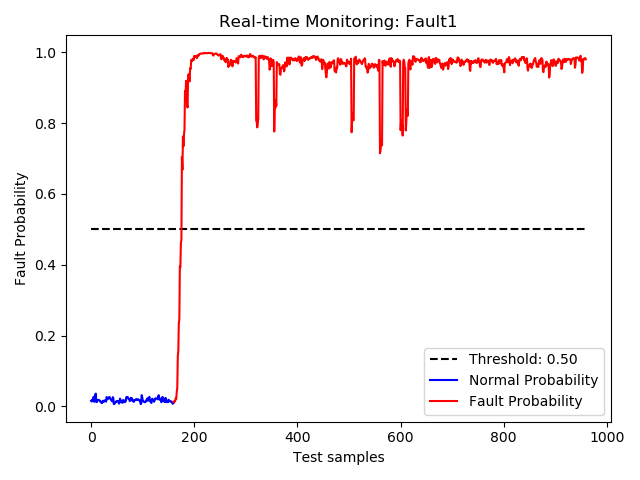 Real-time Monitoring: Fault1
Fault Probability
1.0
0.8
0.6
0.4
0.2
0.0
Threshold: 0.50
Normal Probability
Fault Probability
0 200 400 600 800 1000
Test samples